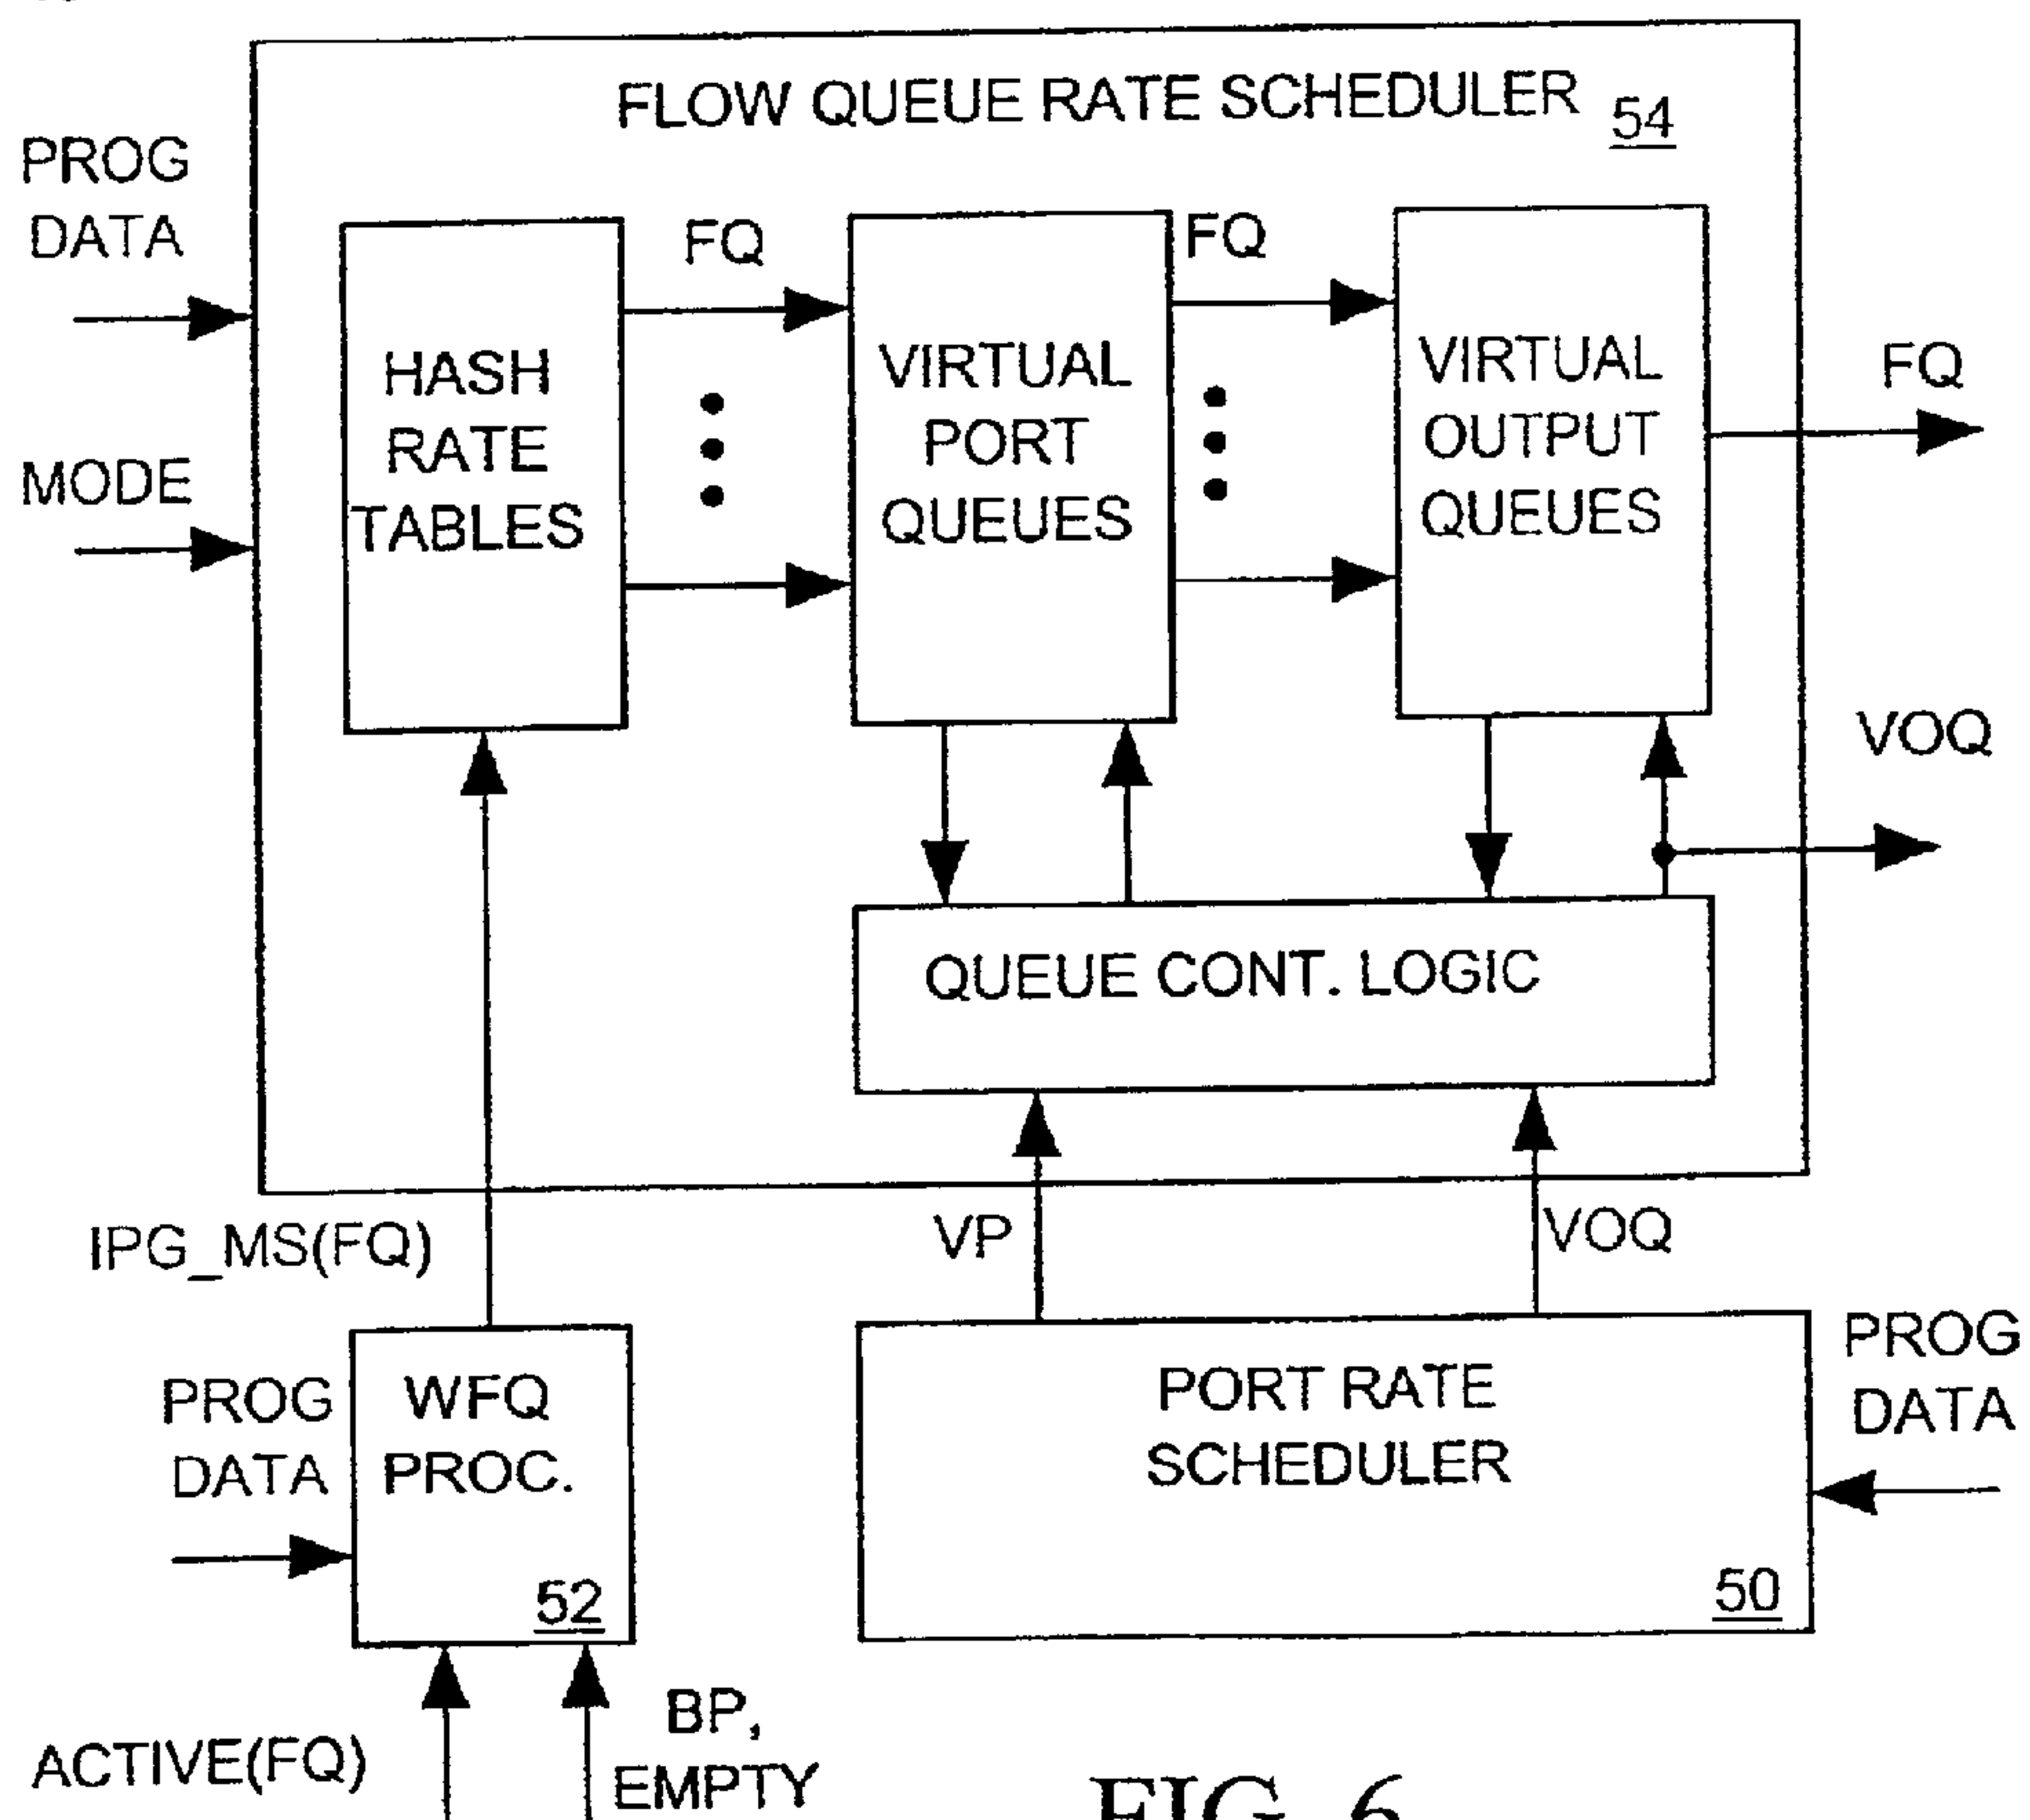 FLOW QUEUE RATE SCHEDULER 54
PROG
DATA
MODE
HASH
RATE
TABLES
FQ
VIRTUAL
PORT
QUEUES
FQ
VIRTUAL
OUTPUT
QUEUES
FQ
VOQ
QUEUE CONT. LOGIC
IPG_MS(FQ)
VP
VOQ
PROG
DATA
WFQ
PROC.
52
PORT RATE
SCHEDULER
50
PROG
DATA
ACTIVE(FQ)
BP,
EMPTY
FIG. 6